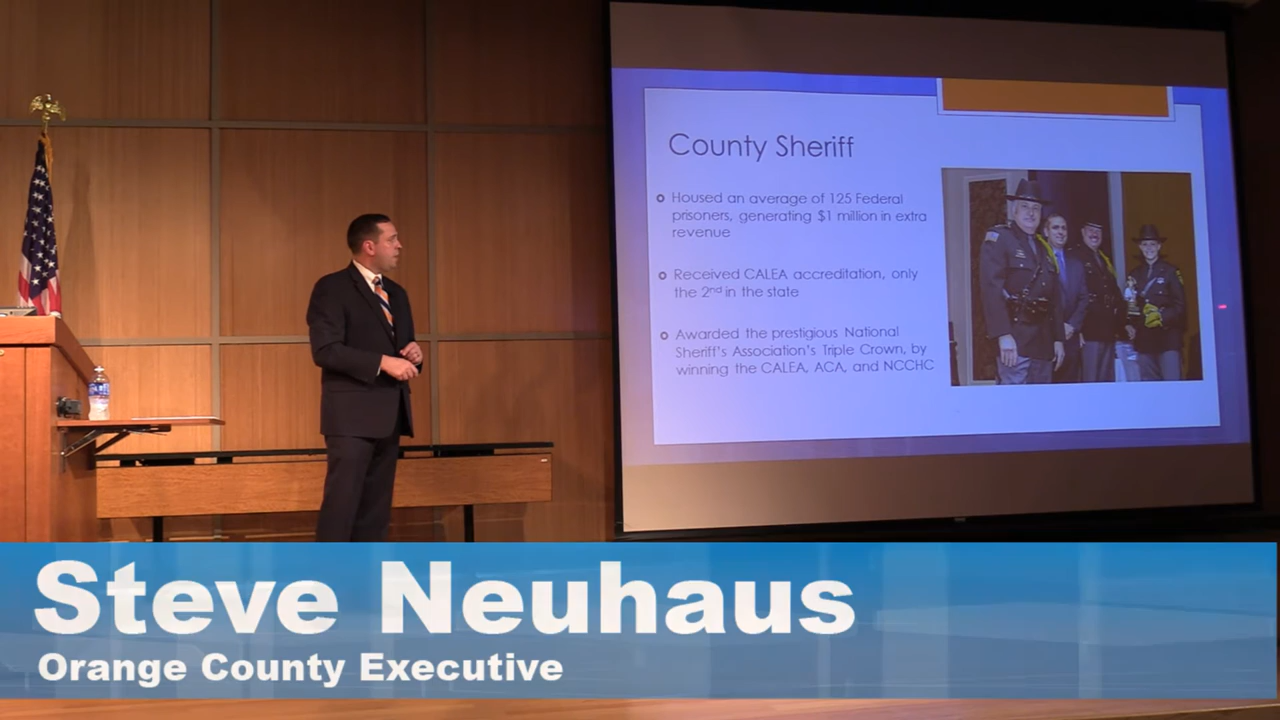 County Sheriff
Housed an average of 125 Federal
prisoners, generating $1 million in extra
revenue
Received CALEA accreditation, only
the 2nd in the state
Awarded the prestigious National
Sheriff's Association's Triple Crown, by
winning the CALEA, ACA, and NCCHC
Steve Neuhaus
Orange County Executive